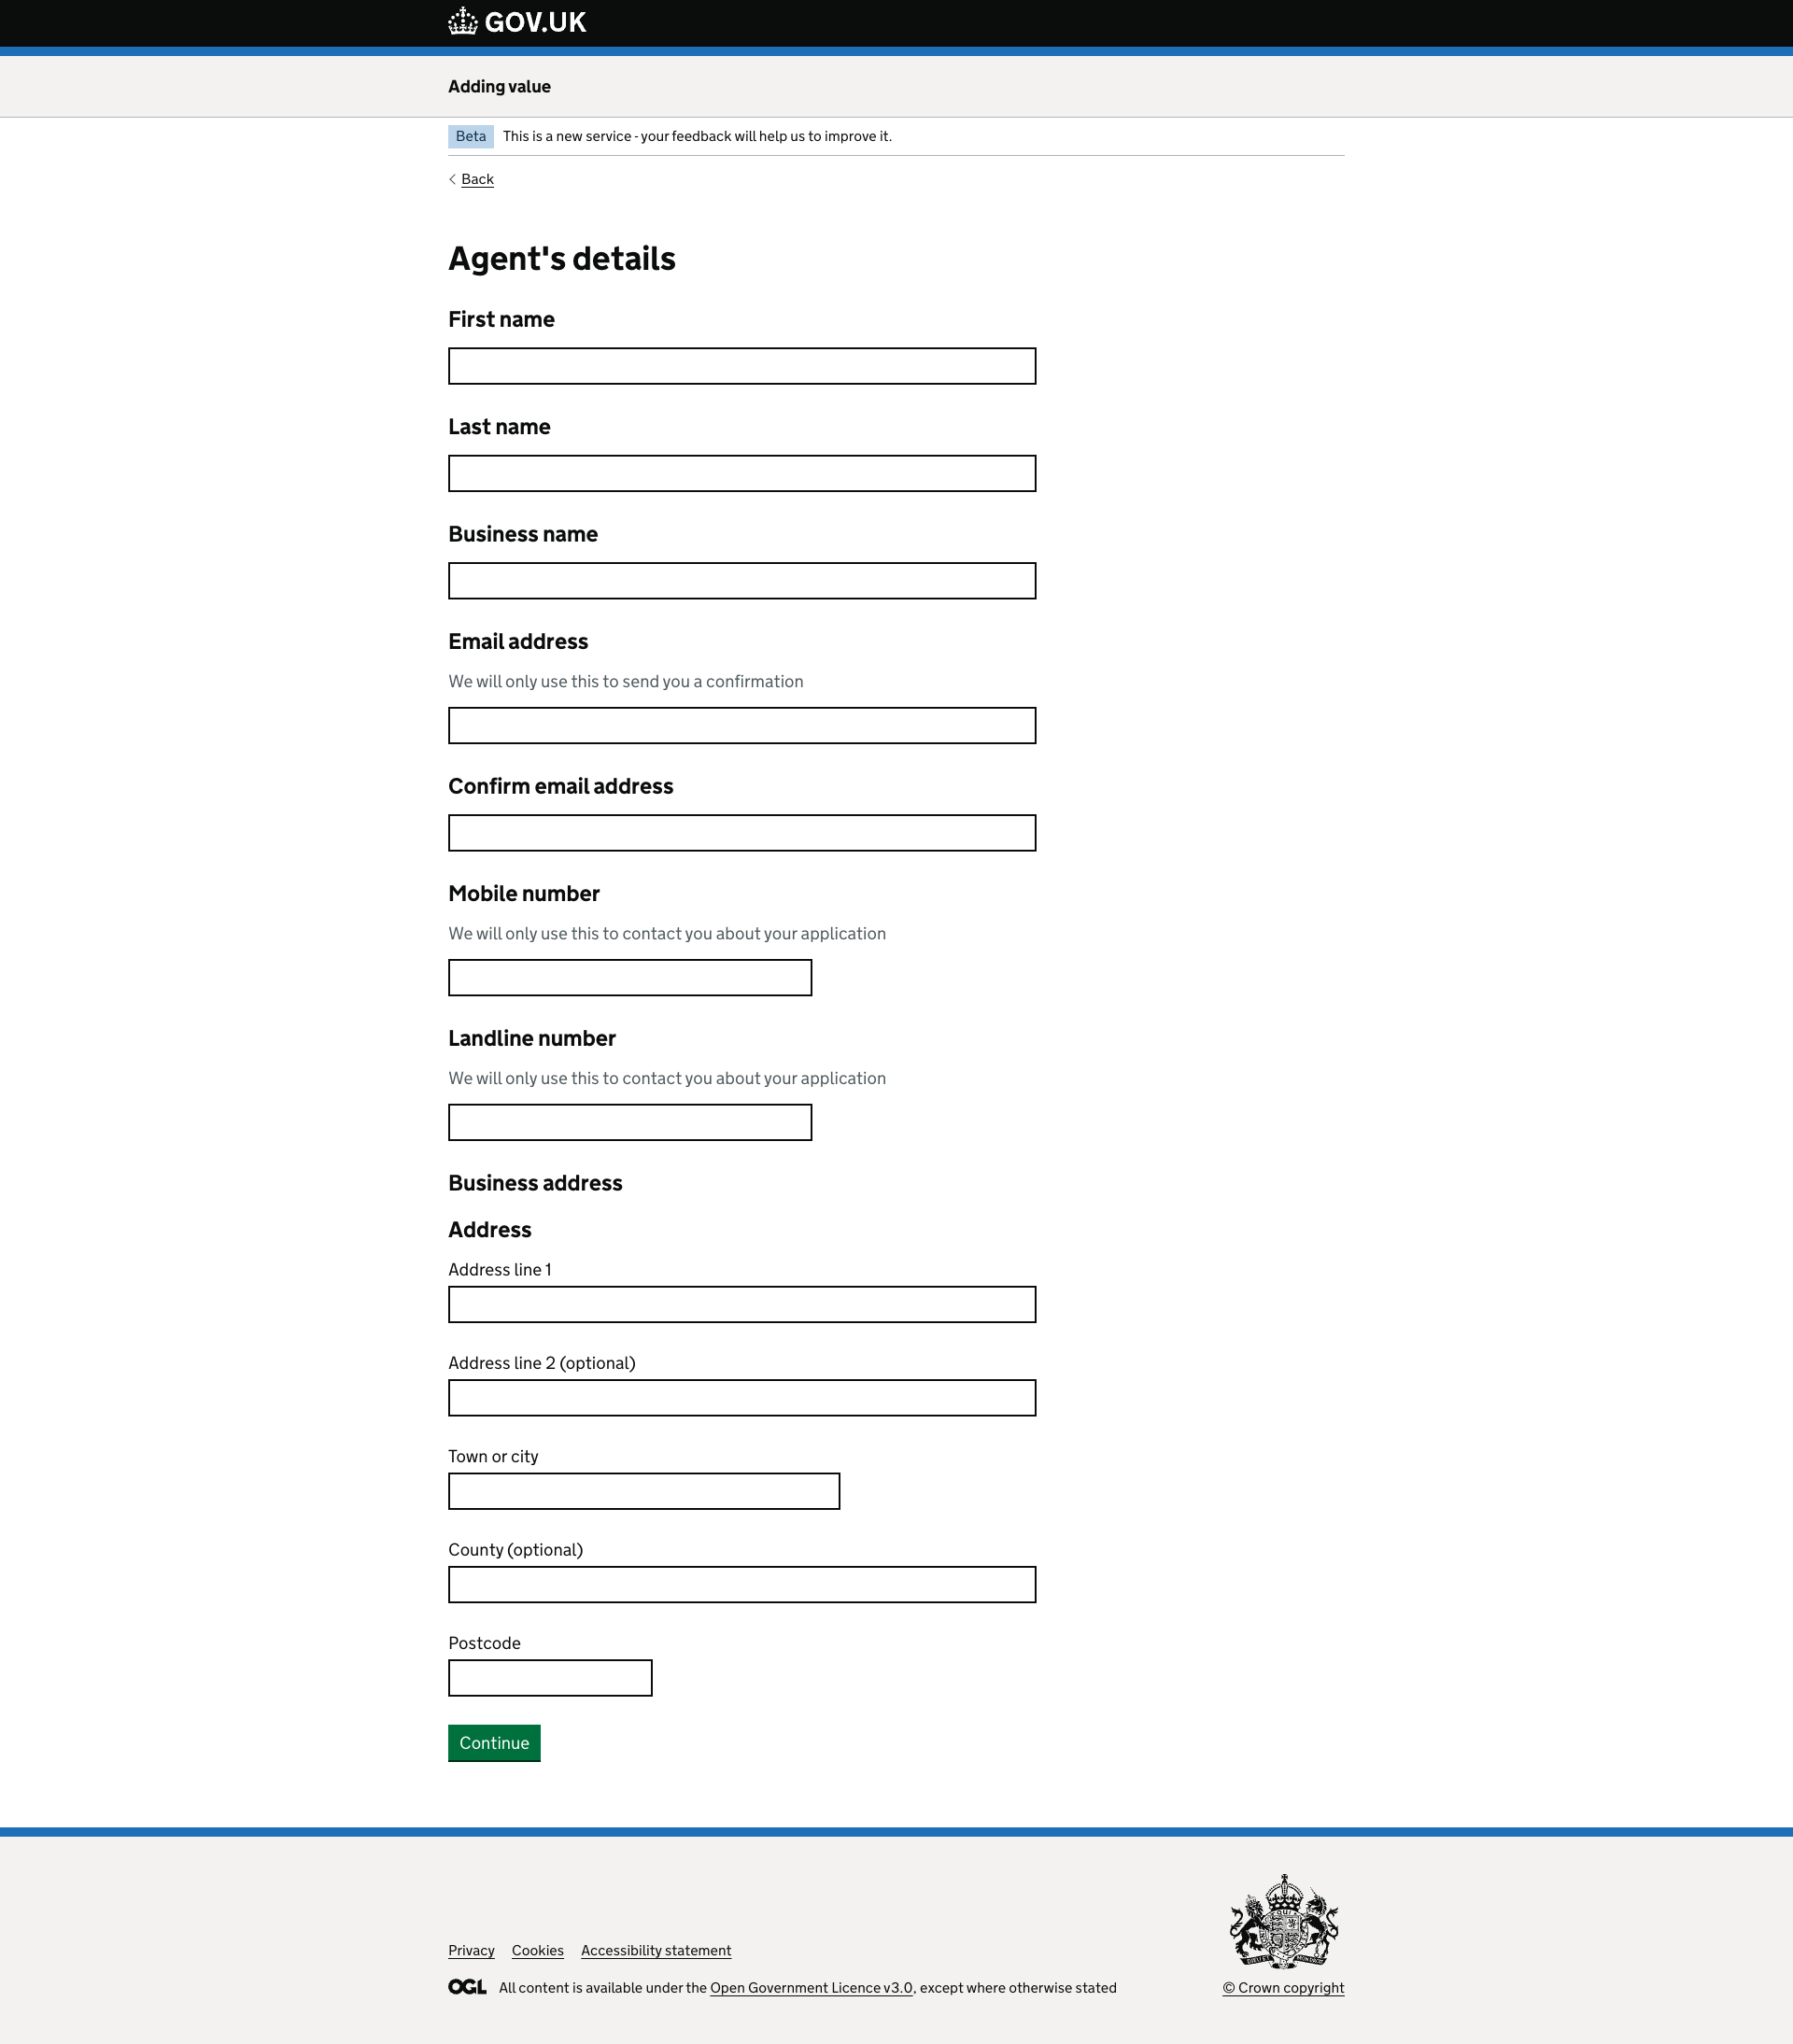 GOV.UK
Adding value
Beta This is a new service - your feedback will help us to improve it.
Back
Agent's details
First name
Last name
Business name
Email address
We will only use this to send you a confirmation
Confirm email address
Mobile number
We will only use this to contact you about your application
Landline number
We will only use this to contact you about your application
Business address
Address
Address line 1
Address line 2 (optional)
Town or city
County (optional)
Postcode
Continue
Privacy Cookies Accessibility statement
OGL All content is available under the Open Government Licence v3.0, except where otherwise stated
© Crown copyright